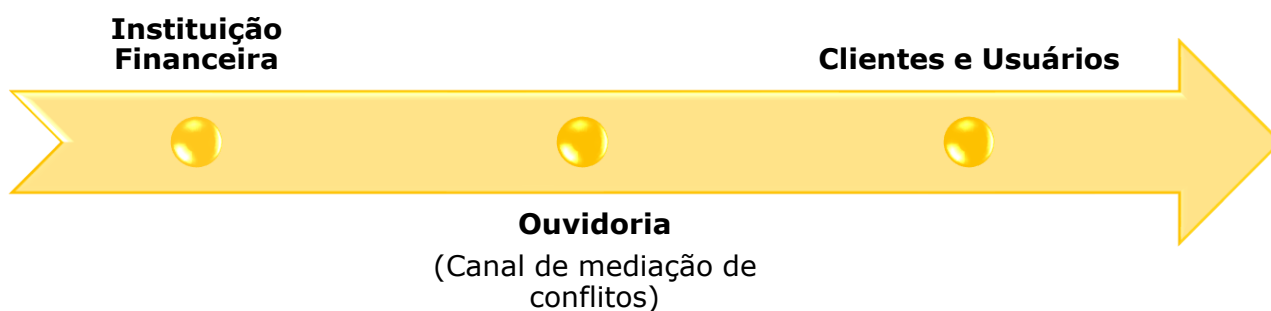 Instituição
Financeira
Clientes e Usuários
Ouvidoria
(Canal de mediação de
conflitos)